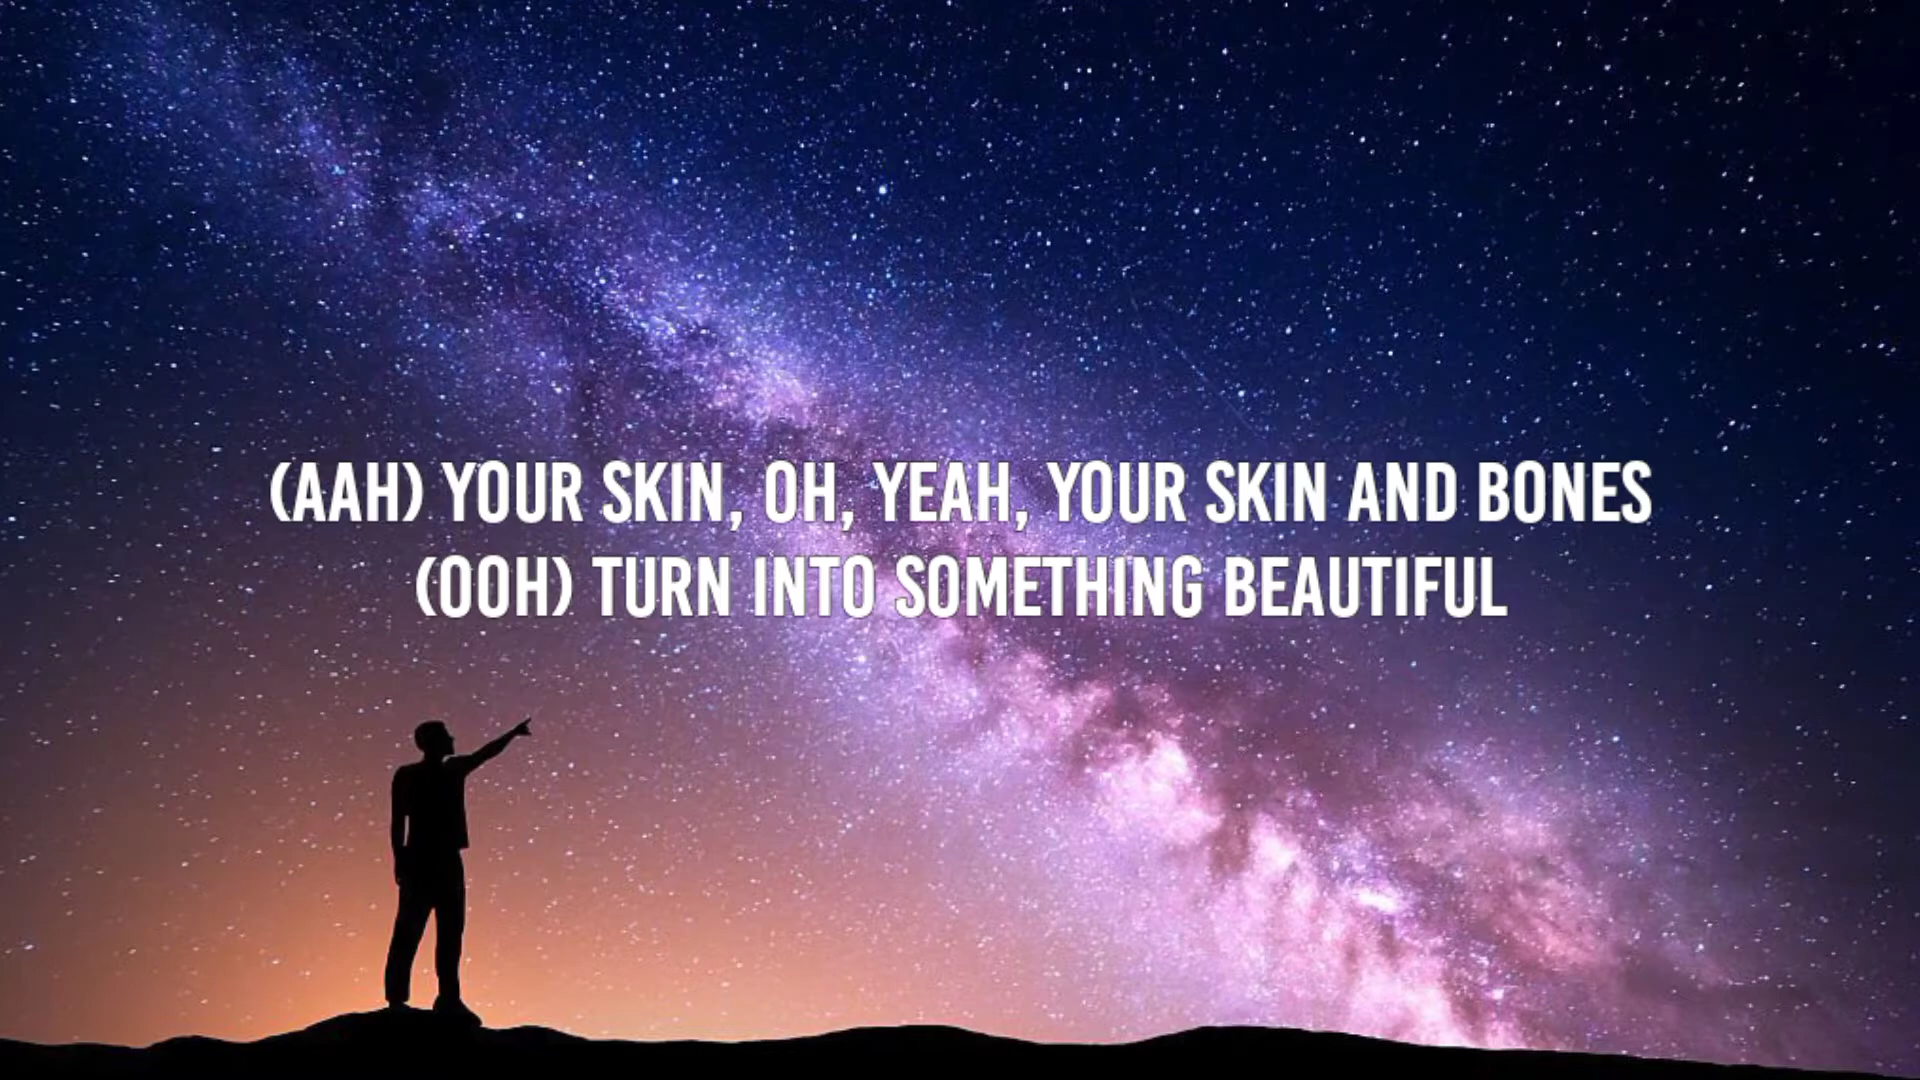 (AAH) YOUR SKIN, OH, YEAH, YOUR SKIN AND BONES
(OOH) TURN INTO SOMETHING BEAUTIFUL